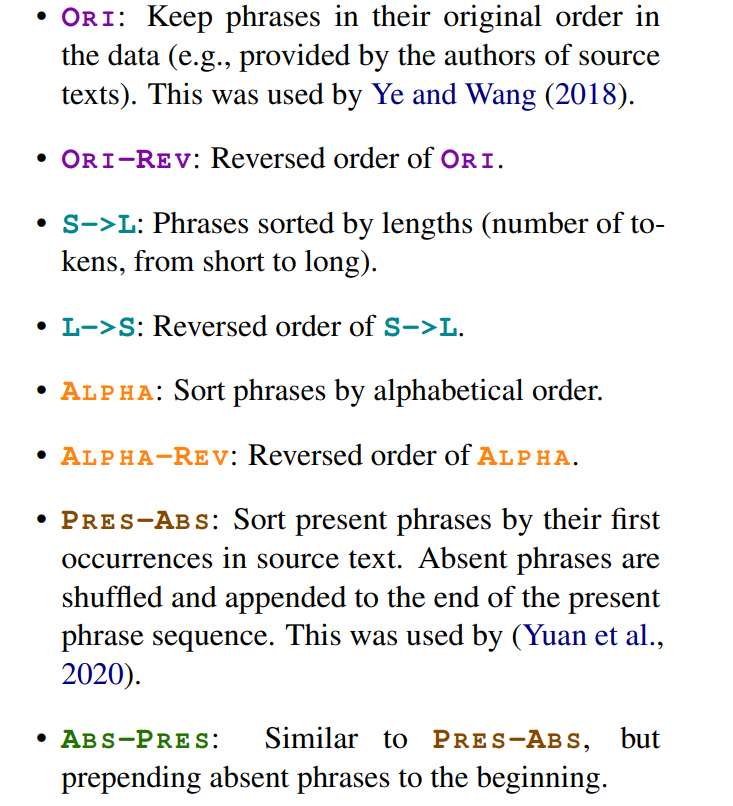 • ORI: Keep phrases in their original order in
the data (e.g., provided by the authors of source
texts). This was used by Ye and Wang (2018).
• ORI-REV: Reversed order of ORI.
• S->L: Phrases sorted by lengths (number of to-
kens, from short to long).
• L->S: Reversed order of S->L.
• ALPHA: Sort phrases by alphabetical order.
• ALPHA-REV: Reversed order of ALPHA.
• PRES-ABS: Sort present phrases by their first
occurrences in source text. Absent phrases are
shuffled and appended to the end of the present
phrase sequence. This was used by (Yuan et al.,
2020).
• ABS-PRES: Similar to PRES-ABS, but
prepending absent phrases to the beginning.